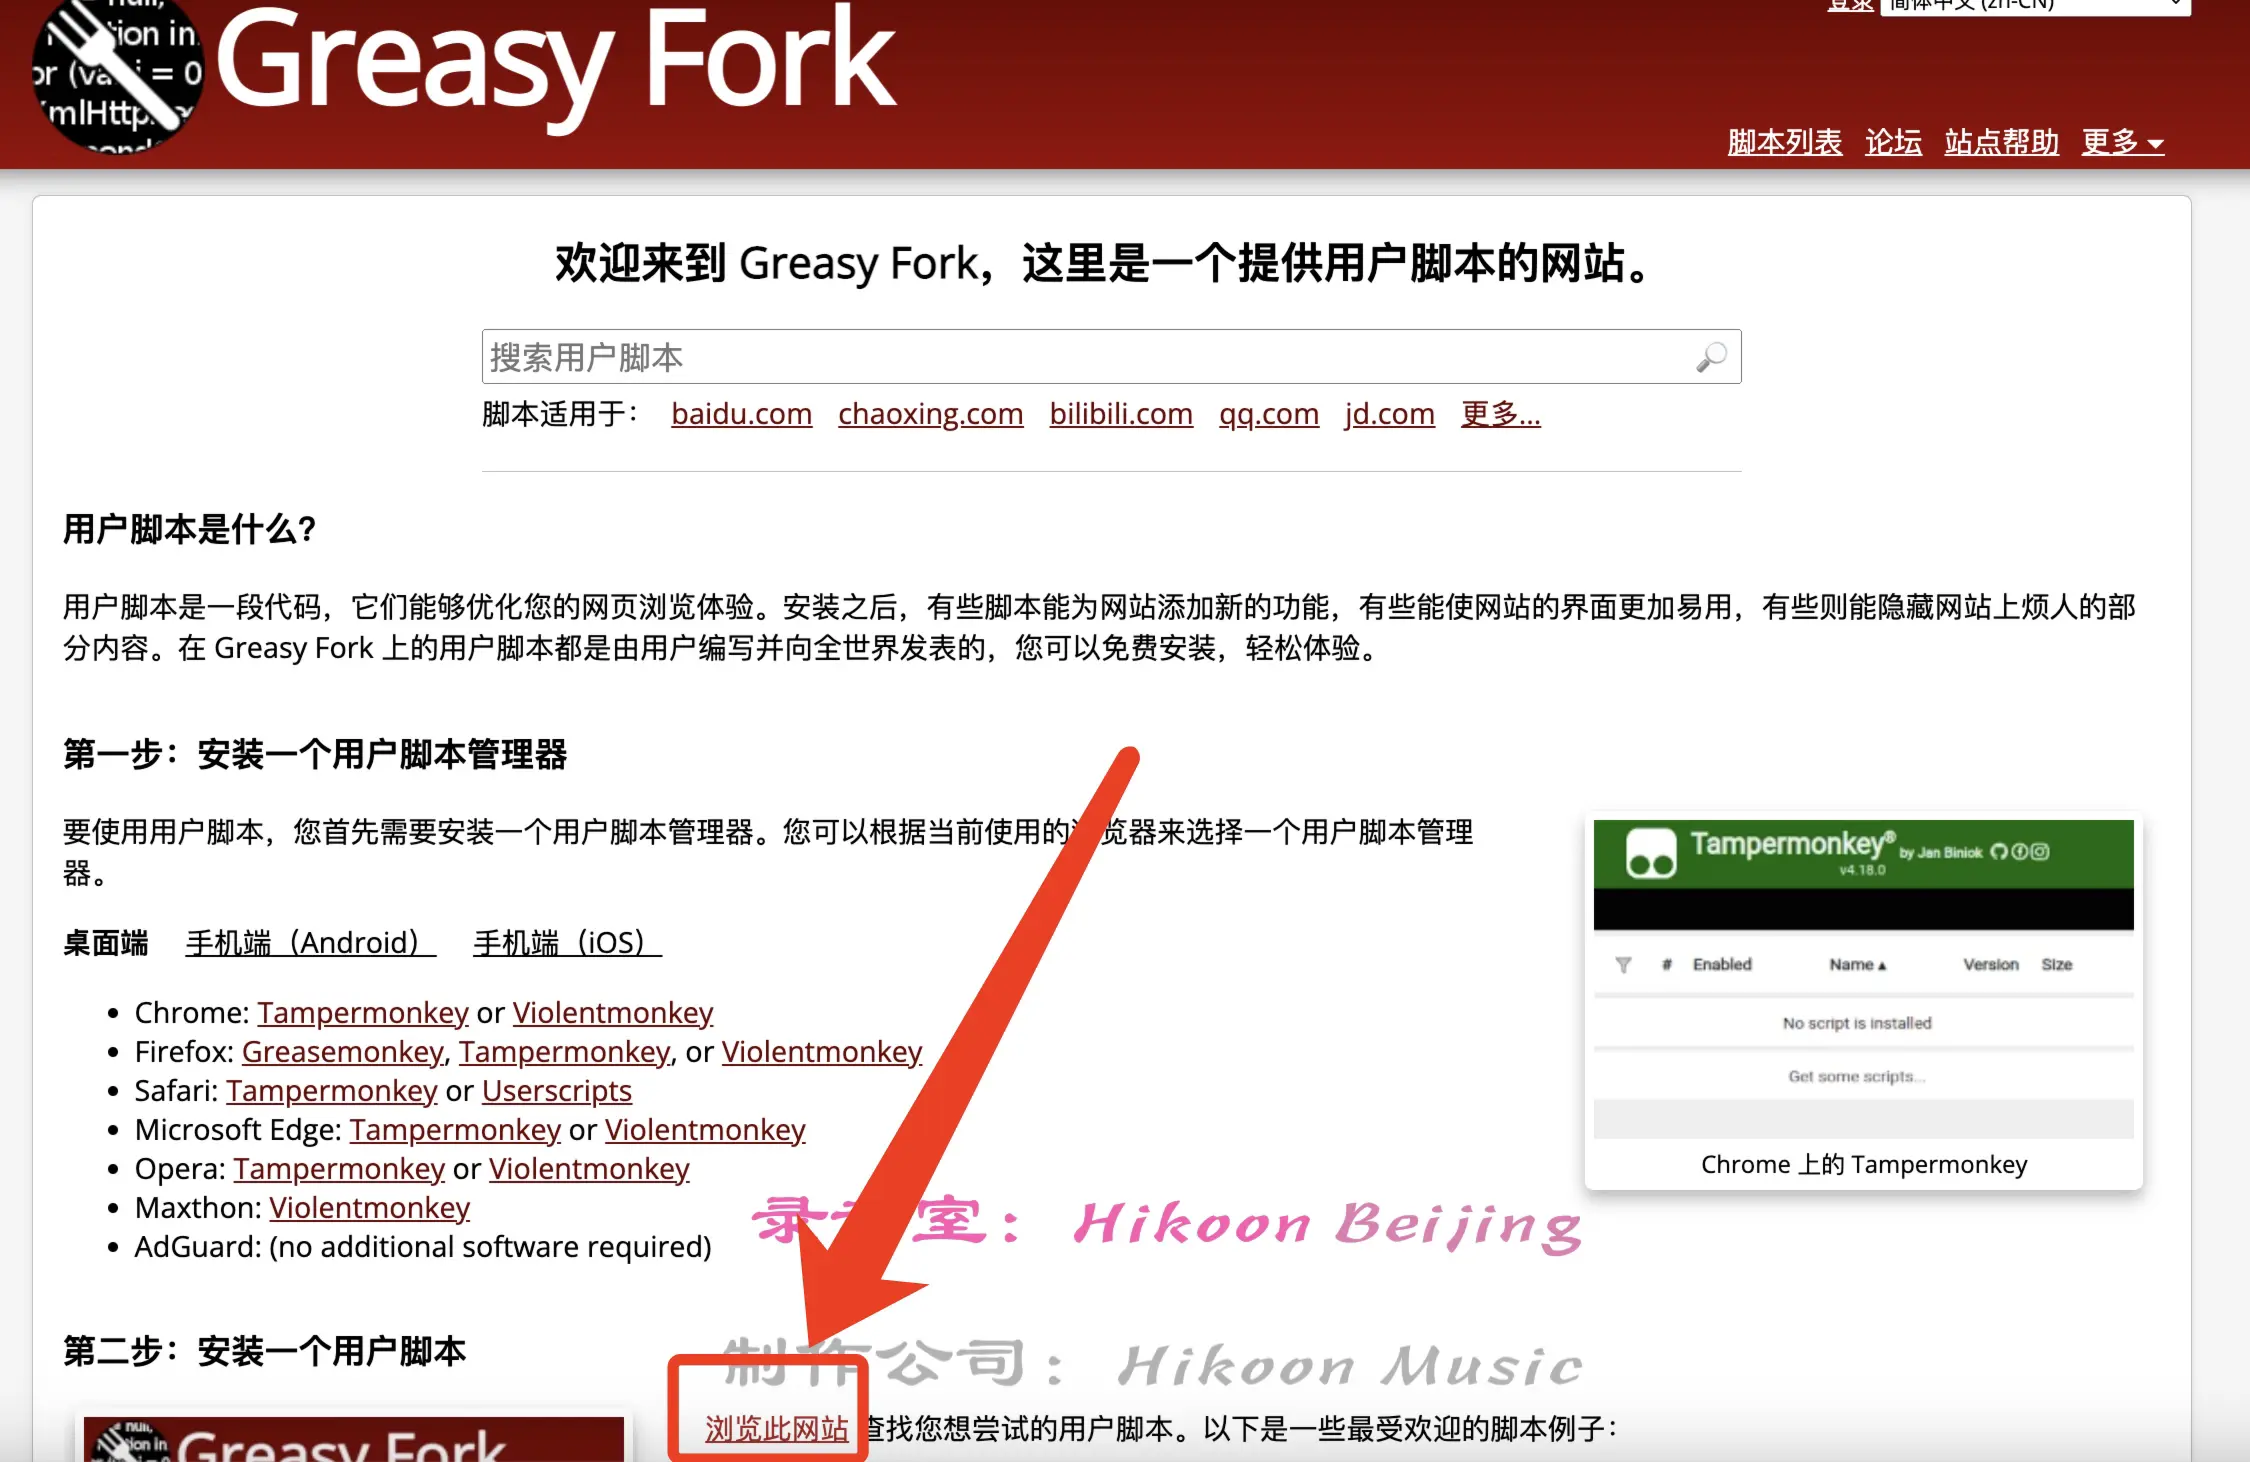 Greasy Fork
登录 简体中文 (zh-CN)
脚本列表 论坛 站点帮助 更多
欢迎来到 Greasy Fork，这里是一个提供用户脚本的网站。
搜索用户脚本
脚本适用于： baidu.com chaoxing.com bilibili.com qq.com jd.com 更多...
用户脚本是什么?
用户脚本是一段代码，它们能够优化您的网页浏览体验。安装之后，有些脚本能为网站添加新的功能，有些能使网站的界面更加易用，有些则能隐藏网站上烦人的部
分内容。在 Greasy Fork 上的用户脚本都是由用户编写并向全世界发表的，您可以免费安装，轻松体验。
第一步：安装一个用户脚本管理器
要使用用户脚本，您首先需要安装一个用户脚本管理器。您可以根据当前使用的浏览器来选择一个用户脚本管理
器。
桌面端 手机端（Android） 手机端（iOS）
• Chrome: Tampermonkey or Violentmonkey
• Firefox: Greasemonkey, Tampermonkey, or Violentmonkey
• Safari: Tampermonkey or Userscripts
• Microsoft Edge: Tampermonkey or Violentmonkey
• Opera: Tampermonkey or Violentmonkey
• Maxthon: Violentmonkey
• AdGuard: (no additional software required)
Tampermonkey® by Jan Biniok
v4.18.0
# Enabled Name▲ Version Size
No script is installed
Get some scripts...
Chrome 上的 Tampermonkey
录音室：Hikoon Beijing
制作公司：Hikoon Music
第二步：安装一个用户脚本
浏览此网站 查找您想尝试的用户脚本。以下是一些最受欢迎的脚本例子：
Greasy Fork